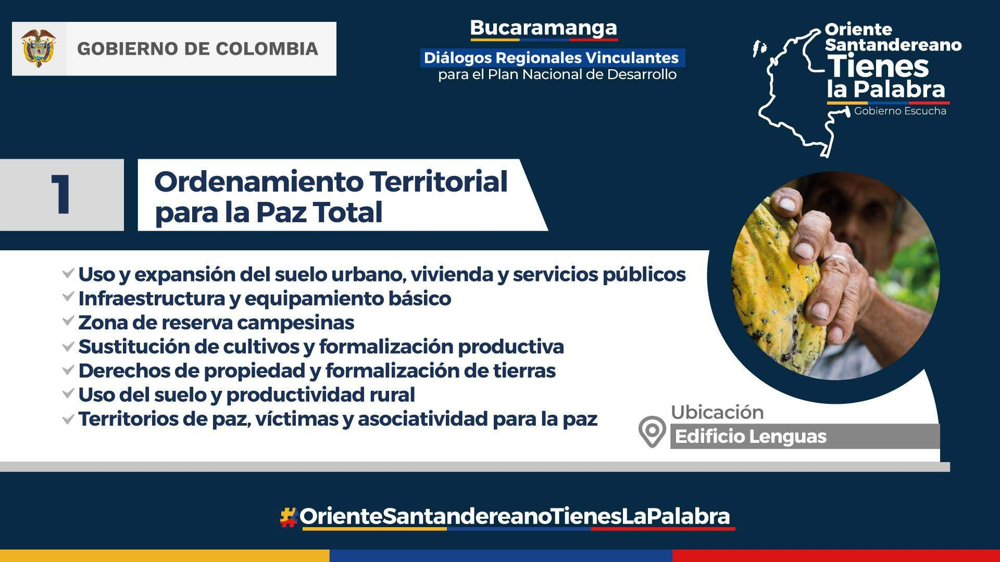 GOBIERNO DE COLOMBIA
Bucaramanga
Diálogos Regionales Vinculantes
para el Plan Nacional de Desarrollo
Oriente
Santandereano
Tienes
la Palabra
Gobierno Escucha
1
Ordenamiento Territorial
para la Paz Total
Uso y expansión del suelo urbano, vivienda y servicios públicos
Infraestructura y equipamiento básico
Zona de reserva campesinas
Sustitución de cultivos y formalización productiva
Derechos de propiedad y formalización de tierras
Uso del suelo y productividad rural
Territorios de paz, víctimas y asociatividad para la paz
Ubicación
Edificio Lenguas
#OrienteSantandereanoTienesLaPalabra